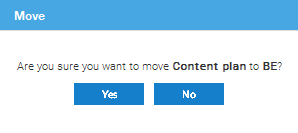 Move
Are you sure you want to move Content plan to BE?
Yes
No